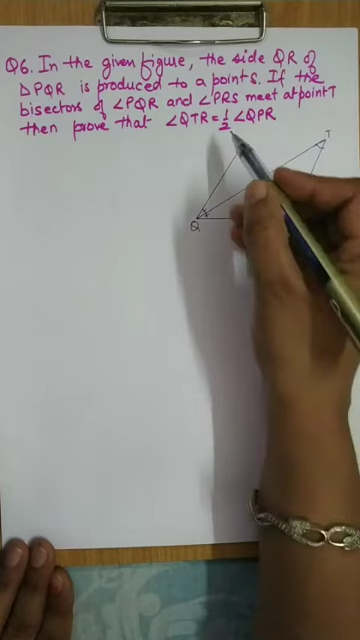 Q6. In the given figure, the side QR of
△PQR is produced to a point s. If the
bisectors of ∠PQR and ∠PRS meet at point T
then prove that ∠QTR = 1/2 ∠QPR
T
Q